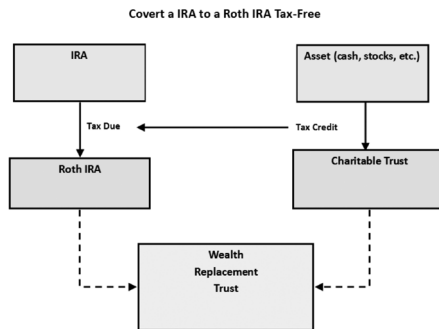 Covert a IRA to a Roth IRA Tax-Free
IRA
Asset (cash, stocks, etc.)
Tax Due
Tax Credit
Roth IRA
Charitable Trust
Wealth
Replacement
Trust